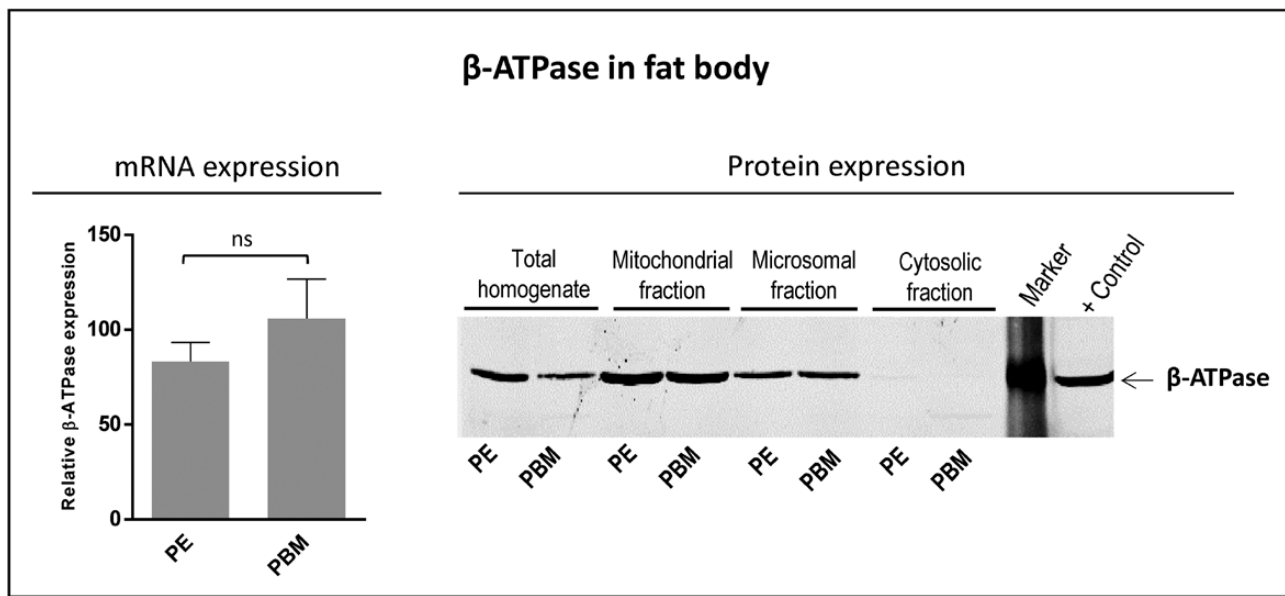 β-ATPase in fat body
mRNA expression
Relative β-ATPase expression
150
100
50
0
ns
PE
PBM
Protein expression
Total
homogenate
Mitochondrial
fraction
Microsomal
fraction
Cytosolic
fraction
Marker
+ Control
β-ATPase
PE
PBM
PE
PBM
PE
PBM
PE
PBM